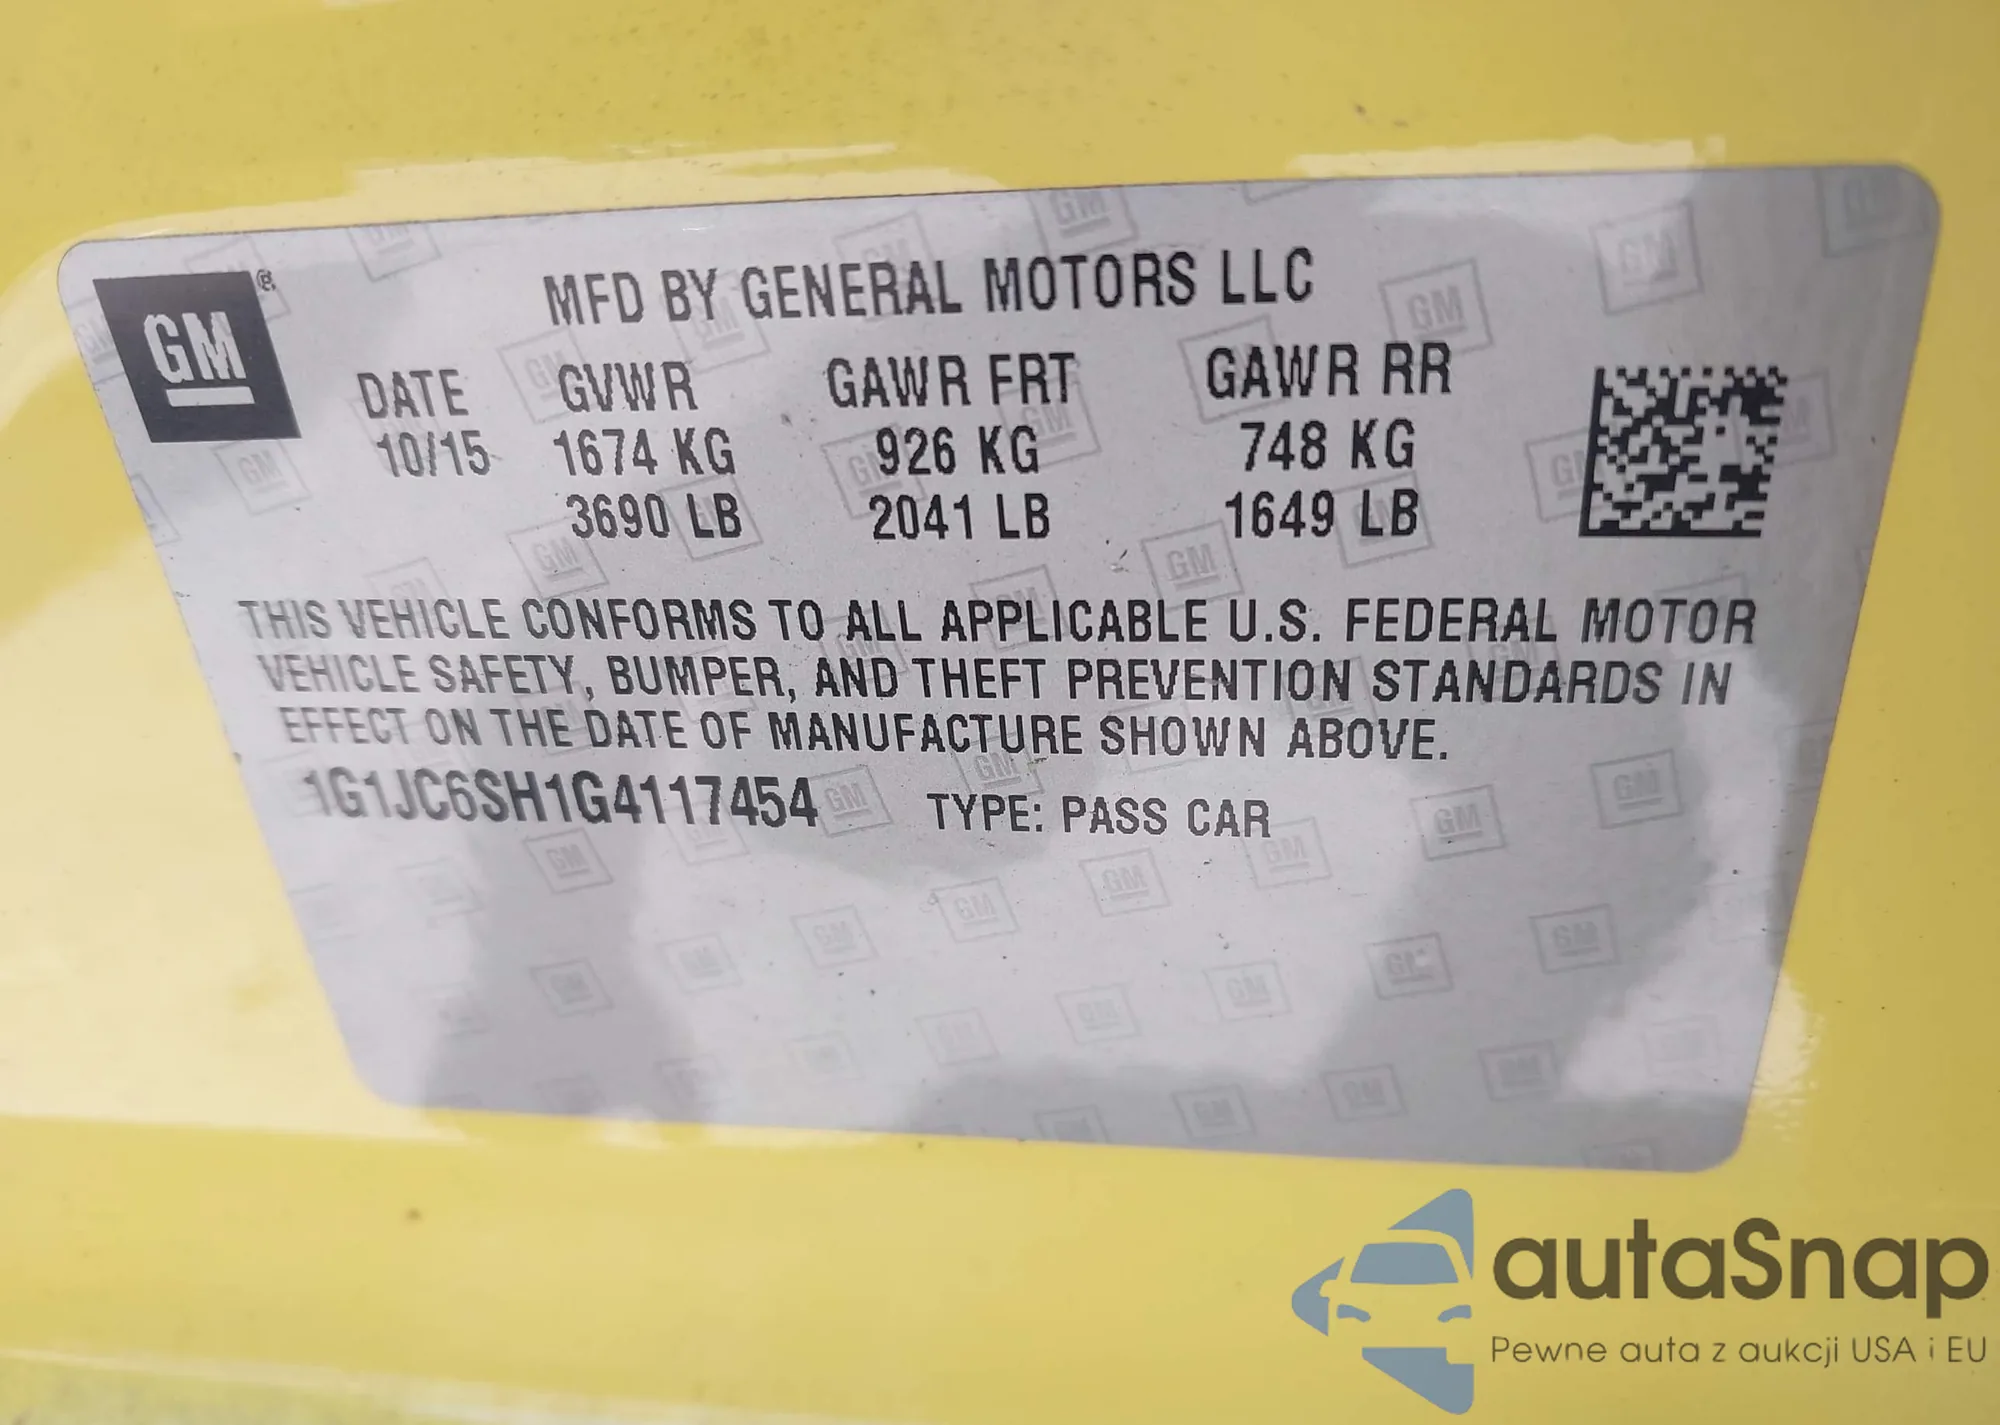 GM®
MFD BY GENERAL MOTORS LLC
DATE GVWR GAWR FRT GAWR RR
10/15 1674 KG 926 KG 748 KG
3690 LB 2041 LB 1649 LB
THIS VEHICLE CONFORMS TO ALL APPLICABLE U.S. FEDERAL MOTOR
VEHICLE SAFETY, BUMPER, AND THEFT PREVENTION STANDARDS IN
EFFECT ON THE DATE OF MANUFACTURE SHOWN ABOVE.
1G1JC6SH1G4117454 TYPE: PASS CAR
autaSnap
Pewne auta z aukcji USA i EU